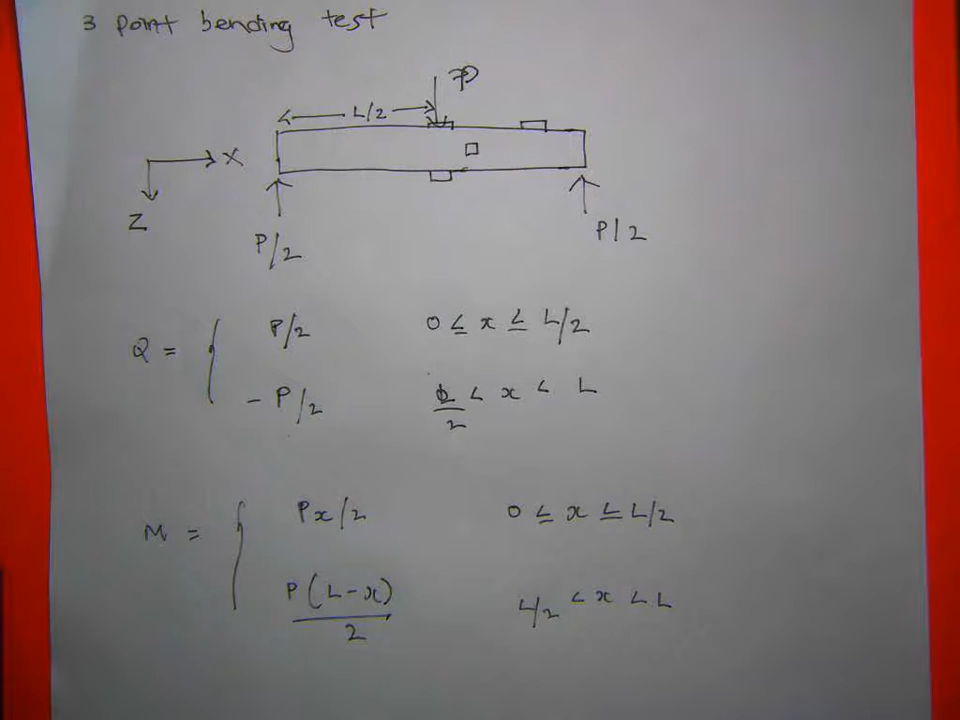 3 Point bending test
P
L/2
X
Z
P/2
P/2
Q = { P/2 0 ≤ x ≤ L/2
- P/2 L/2 < x < L
M = { Px/2 0 ≤ x ≤ L/2
P(L-x)/2 L/2 < x < L